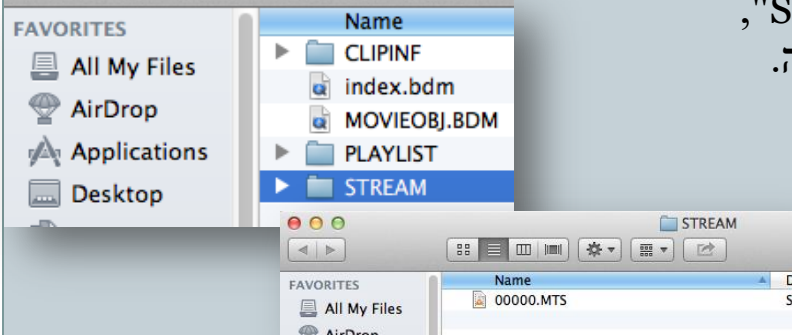 Name
FAVORITES
CLIPINF
All My Files
index.bdm
AirDrop
MOVIEOBJ.BDM
Applications
PLAYLIST
Desktop
STREAM
STREAM
FAVORITES
Name
All My Files
00000.MTS
AirDrop